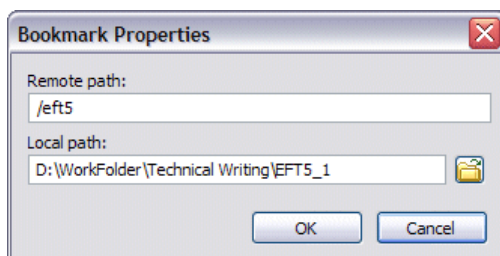 Bookmark Properties
Remote path:
/eft5
Local path:
D:\WorkFolder\Technical Writing\EFT5_1
OK
Cancel